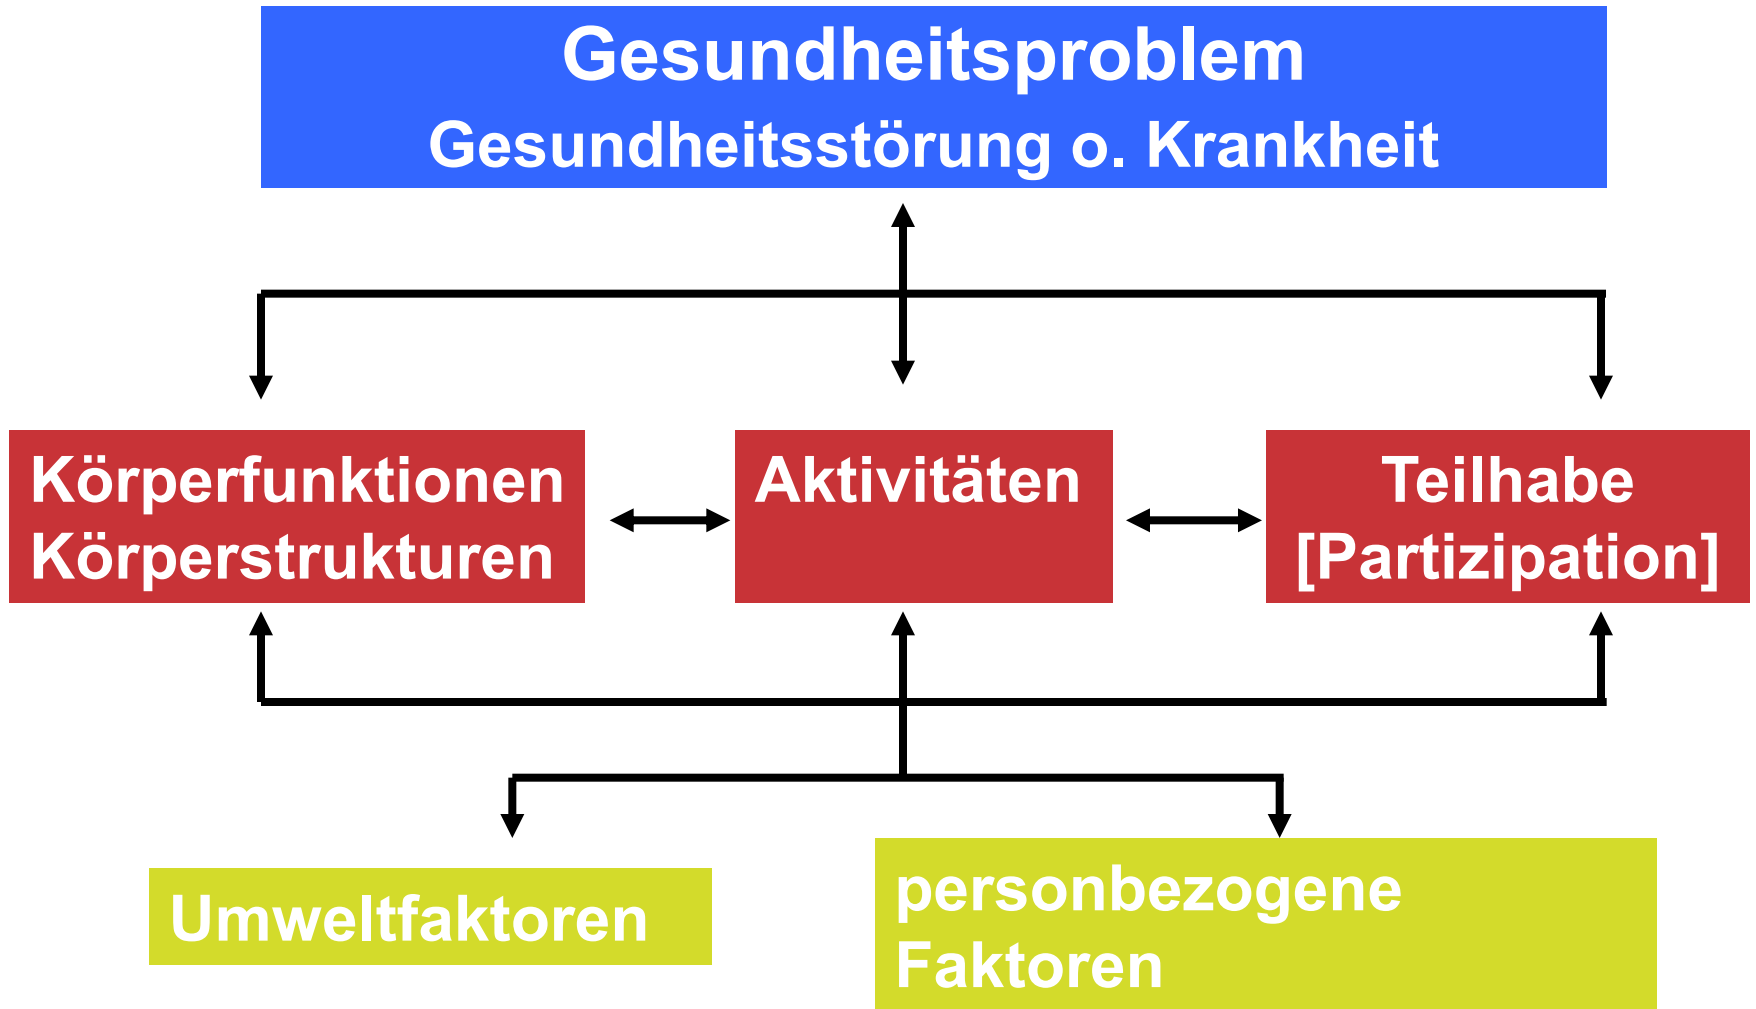 Gesundheitsproblem
Gesundheitsstörung o. Krankheit
Körperfunktionen
Körperstrukturen
Aktivitäten
Teilhabe
[Partizipation]
Umweltfaktoren
personbezogene
Faktoren